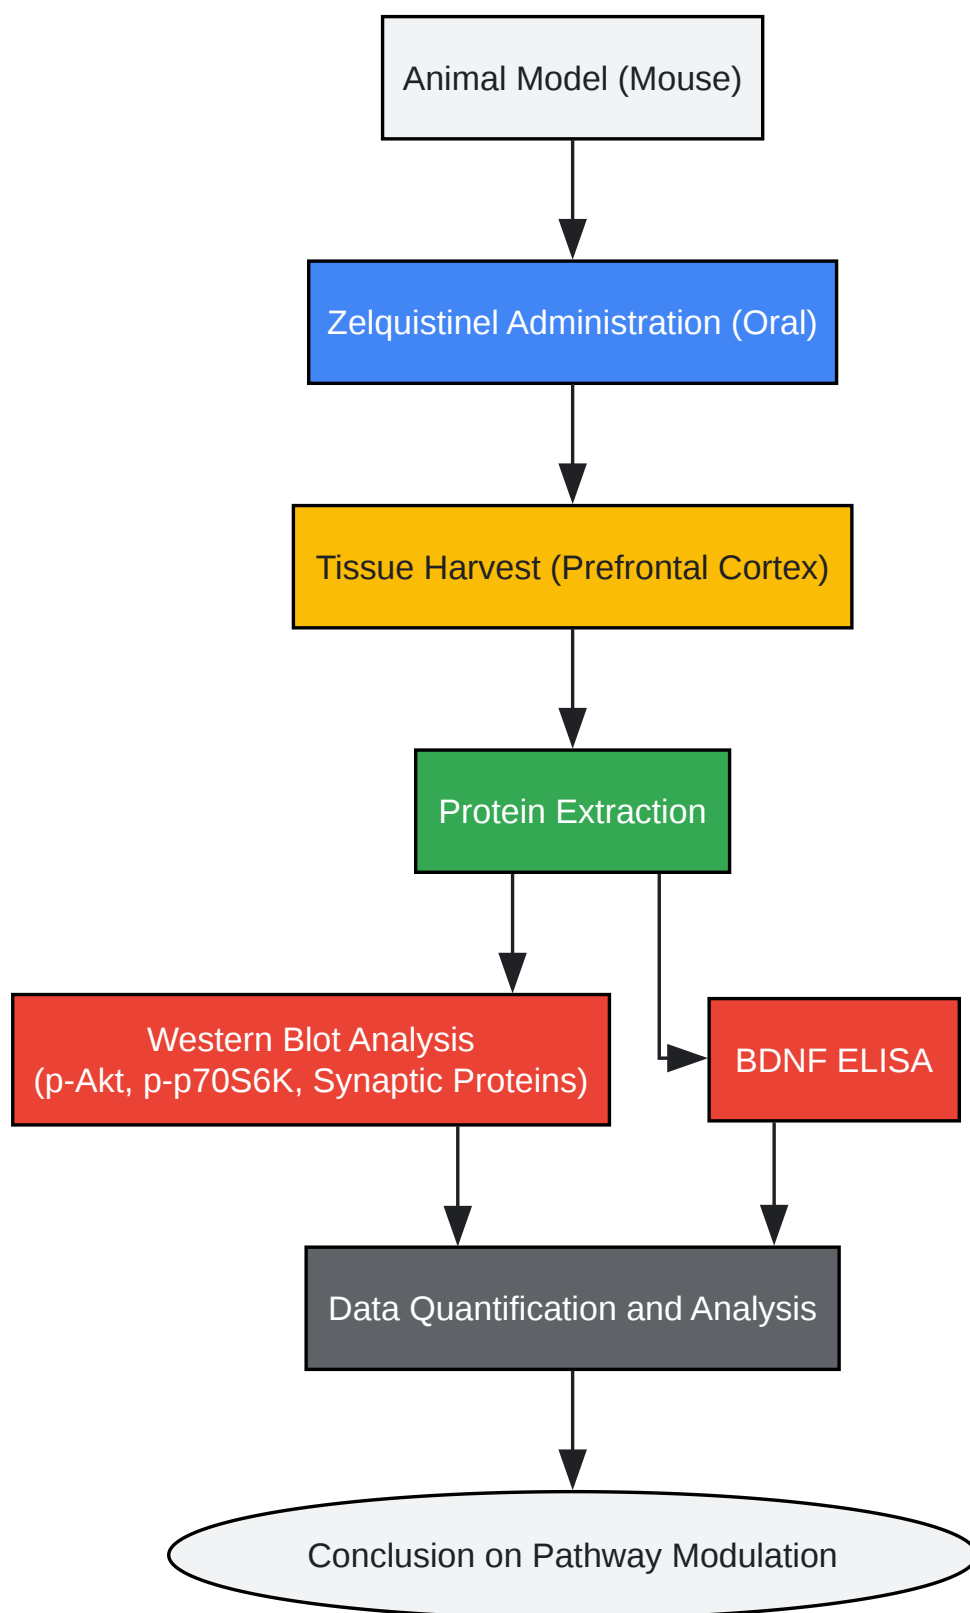 Animal Model (Mouse)
Zelquistinel Administration (Oral)
Tissue Harvest (Prefrontal Cortex)
Protein Extraction
Western Blot Analysis
(p-Akt, p-p70S6K, Synaptic Proteins)
BDNF ELISA
Data Quantification and Analysis
Conclusion on Pathway Modulation